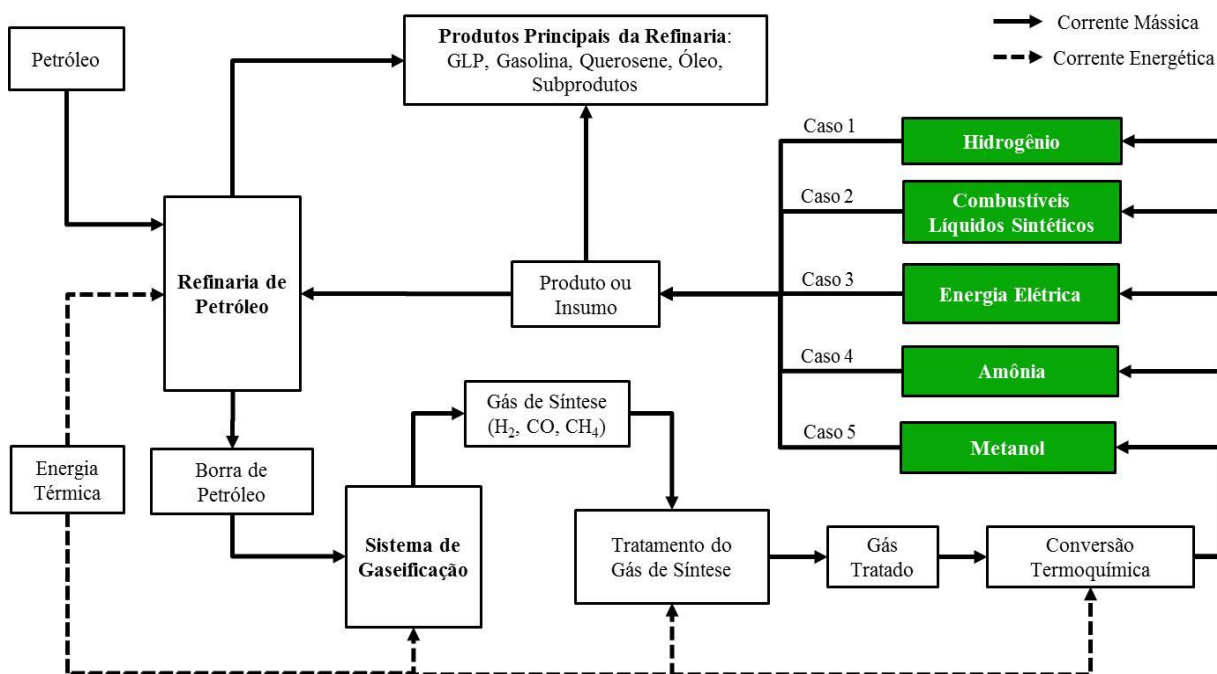 Petróleo
Produtos Principais da Refinaria:
GLP, Gasolina, Querosene, Óleo,
Subprodutos
Corrente Mássica
Corrente Energética
Caso 1
Hidrogênio
Caso 2
Combustíveis
Líquidos Sintéticos
Refinaria de
Petróleo
Produto ou
Insumo
Caso 3
Energia Elétrica
Caso 4
Amônia
Gás de Síntese
(H₂, CO, CH₄)
Caso 5
Metanol
Energia
Térmica
Borra de
Petróleo
Sistema de
Gaseificação
Tratamento do
Gás de Síntese
Gás
Tratado
Conversão
Termoquímica